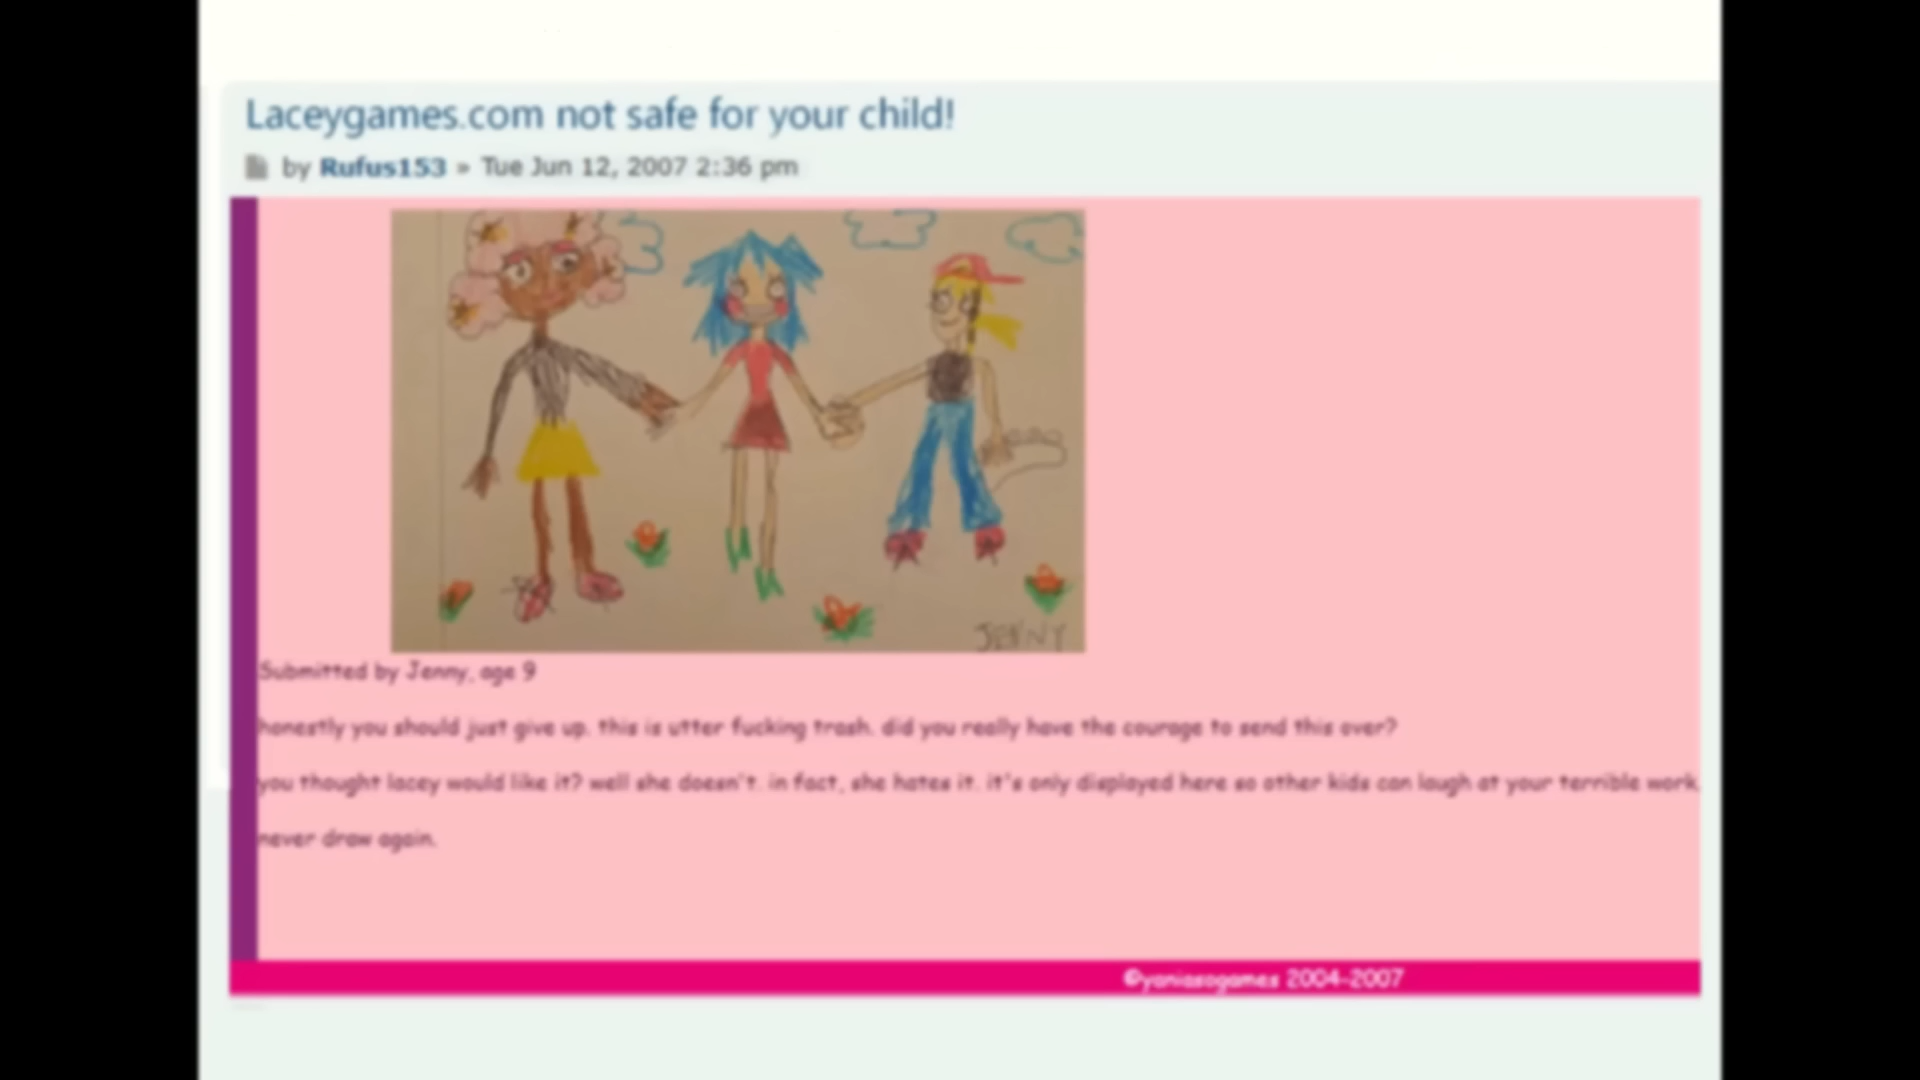 Laceygames.com not safe for your child!
by Rufus153 » Tue Jun 12, 2007 2:36 pm
JENNY
Submitted by Jenny, age 9
honestly you should just give up. this is utter fucking trash. did you really have the courage to send this over?
you thought lacey would like it? well she doesn't. in fact, she hates it. it's only displayed here so other kids can laugh at your terrible work.
never draw again.
©yaniasogames 2004-2007